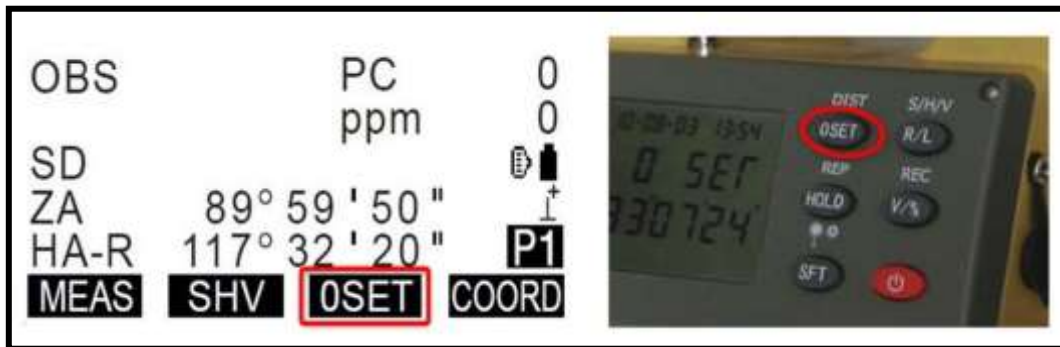 OBS PC 0
ppm 0
SD
ZA 89° 59 ' 50 "
HA-R 117° 32 ' 20 " P1
MEAS SHV 0SET COORD
DIST S/H/V
0SET R/L
0 SET
REP REC
HOLD V/%
SFT